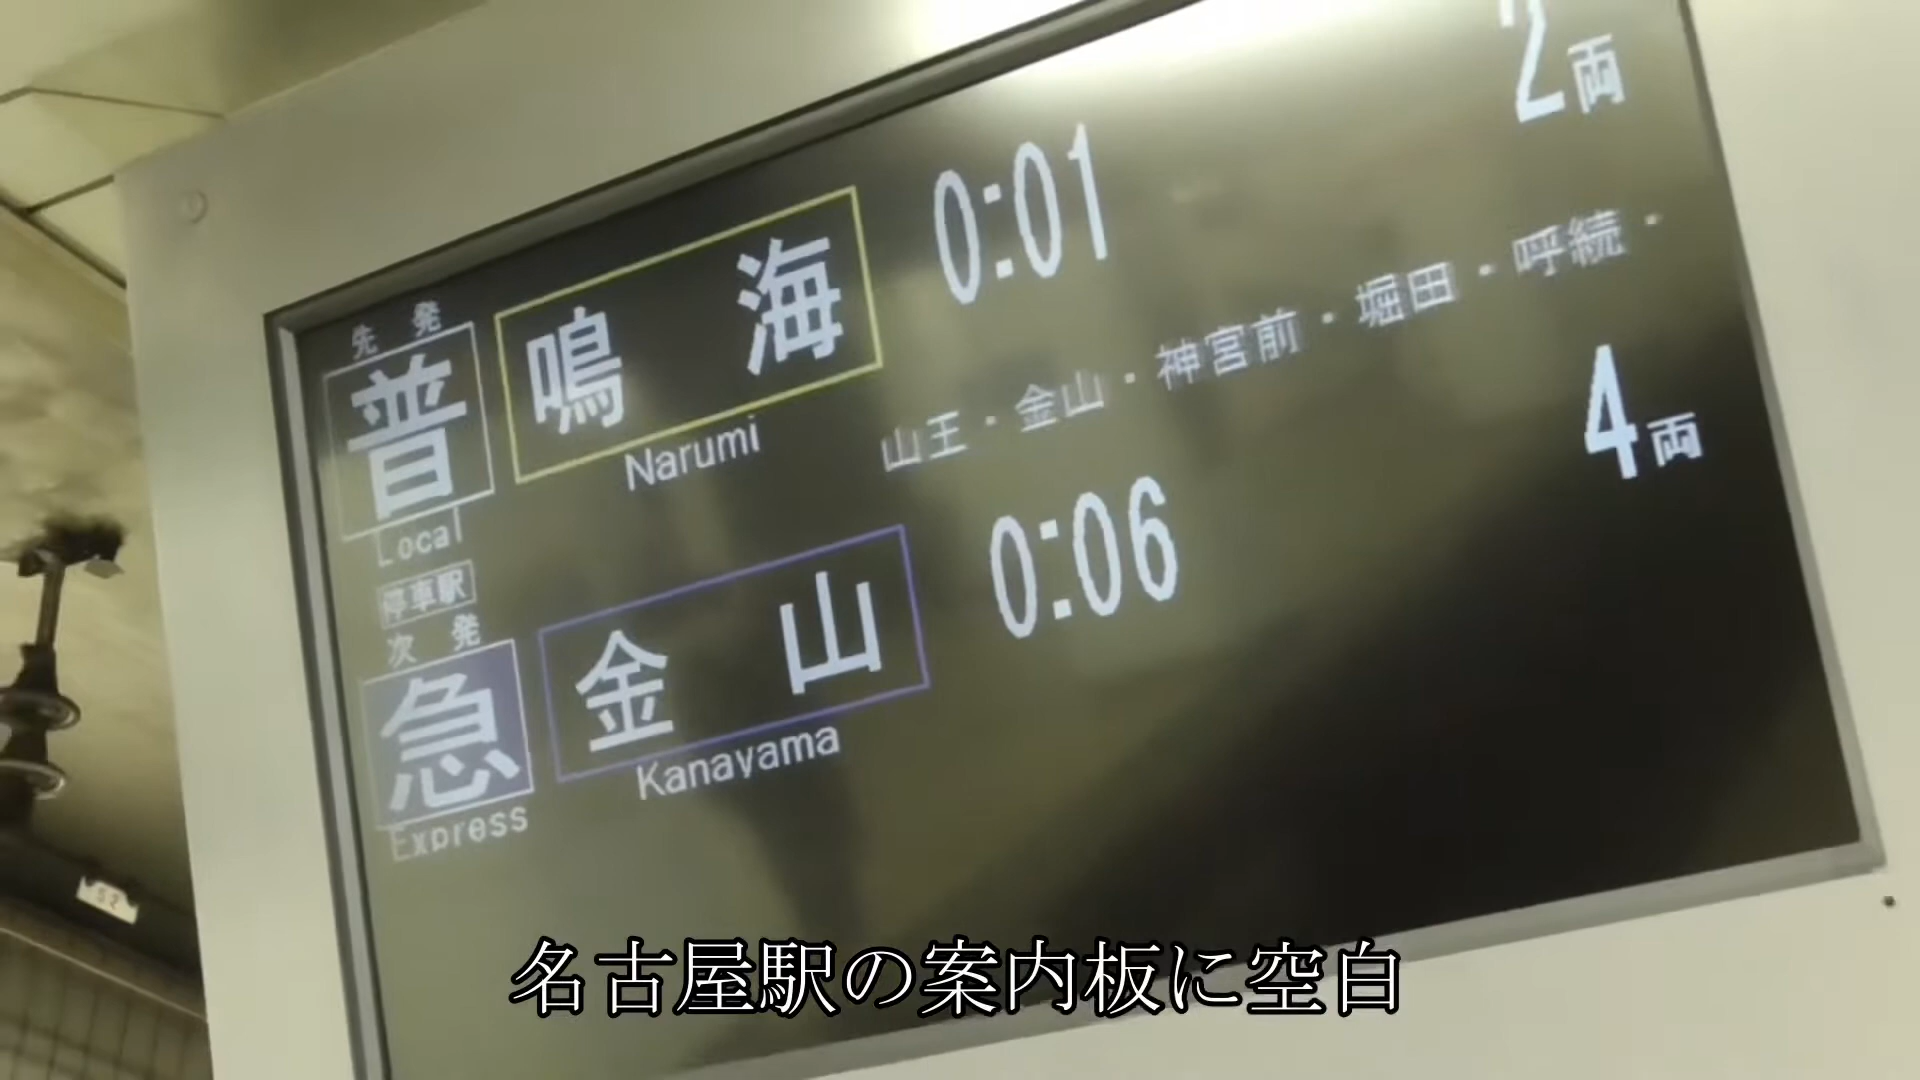 先発
普 鳴海 0:01 2両
Local Narumi
停車駅 山王・金山・神宮前・堀田・呼続・
次発
急 金山 0:06 4両
Express Kanayama
52
名古屋駅の案内板に空白